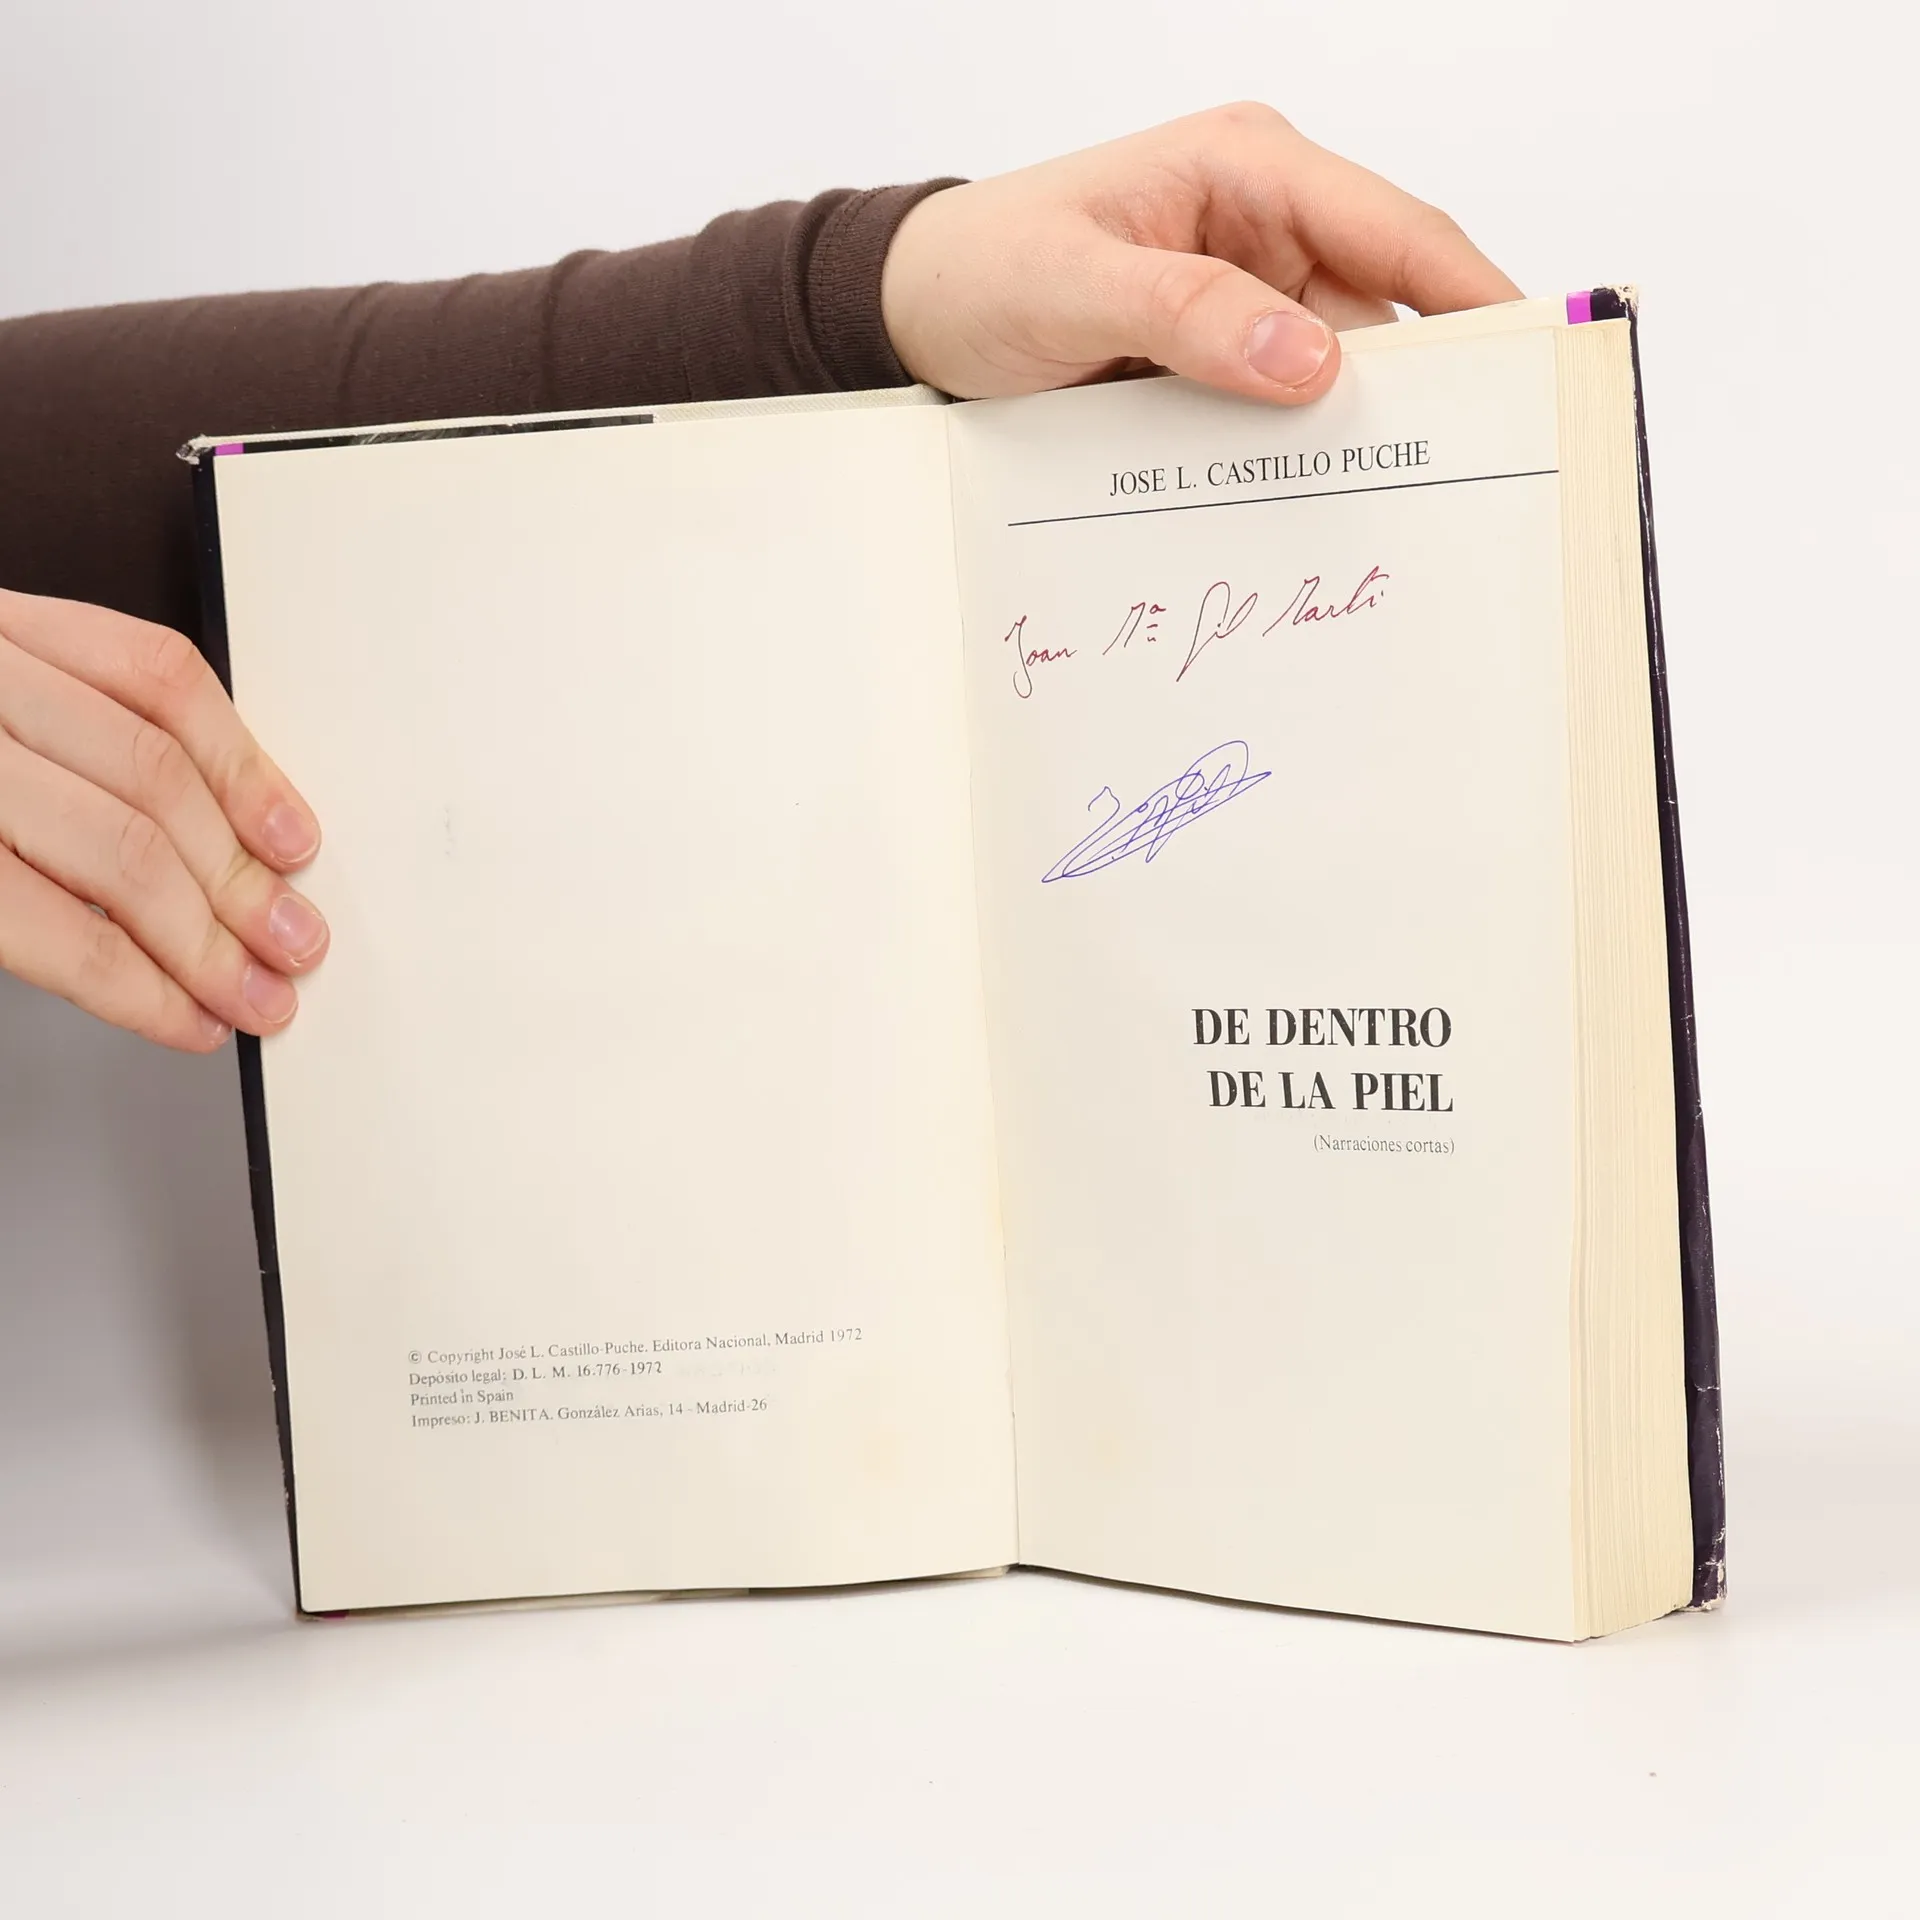 © Copyright José L. Castillo-Puche. Editora Nacional, Madrid 1972
Depósito legal: D. L. M. 16.776-1972
Printed in Spain
Impreso: J. BENITA. González Arias, 14 - Madrid-26
JOSE L. CASTILLO PUCHE
Joan Mª Gil Marti
DE DENTRO
DE LA PIEL
(Narraciones cortas)